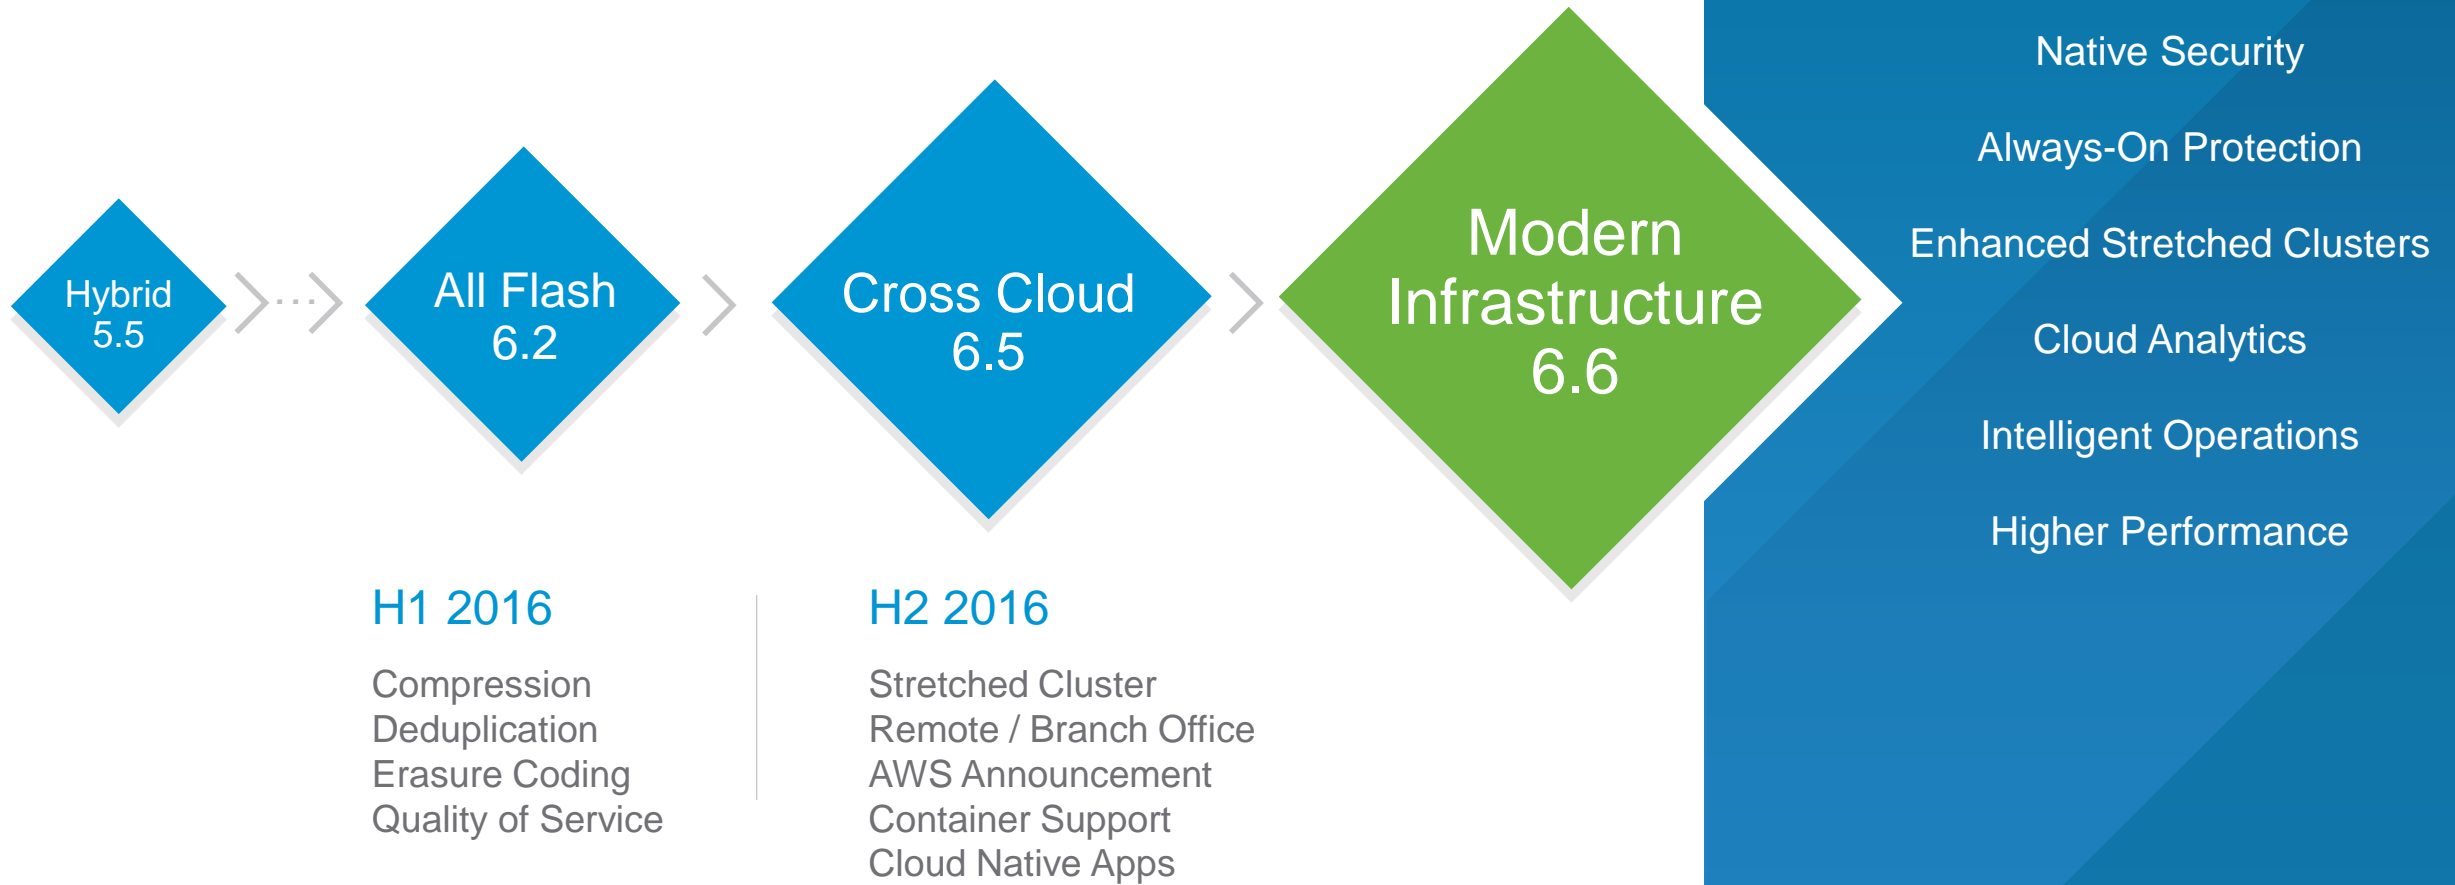 Hybrid
5.5
...
All Flash
6.2
Cross Cloud
6.5
Modern
Infrastructure
6.6
H1 2016
Compression
Deduplication
Erasure Coding
Quality of Service
H2 2016
Stretched Cluster
Remote / Branch Office
AWS Announcement
Container Support
Cloud Native Apps
Native Security
Always-On Protection
Enhanced Stretched Clusters
Cloud Analytics
Intelligent Operations
Higher Performance